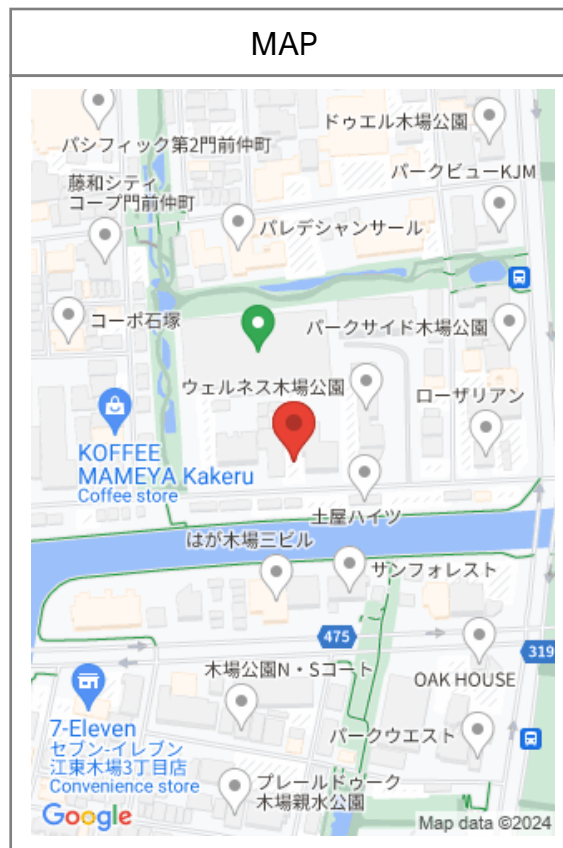 MAP
ドゥエル木場公園
パシフィック第2門前仲町
パークビューKJM
藤和シティ
コープ門前仲町
パレデシャンサール
コーポ石塚
パークサイド木場公園
ウェルネス木場公園
ローザリアン
KOFFEE
MAMEYA Kakeru
Coffee store
土屋ハイツ
はが木場三ビル
サンフォレスト
475
319
木場公園N・Sコート
OAK HOUSE
7-Eleven
セブン-イレブン
江東木場3丁目店
Convenience store
パークウエスト
プレールドゥーク
木場親水公園
Google
Map data ©2024